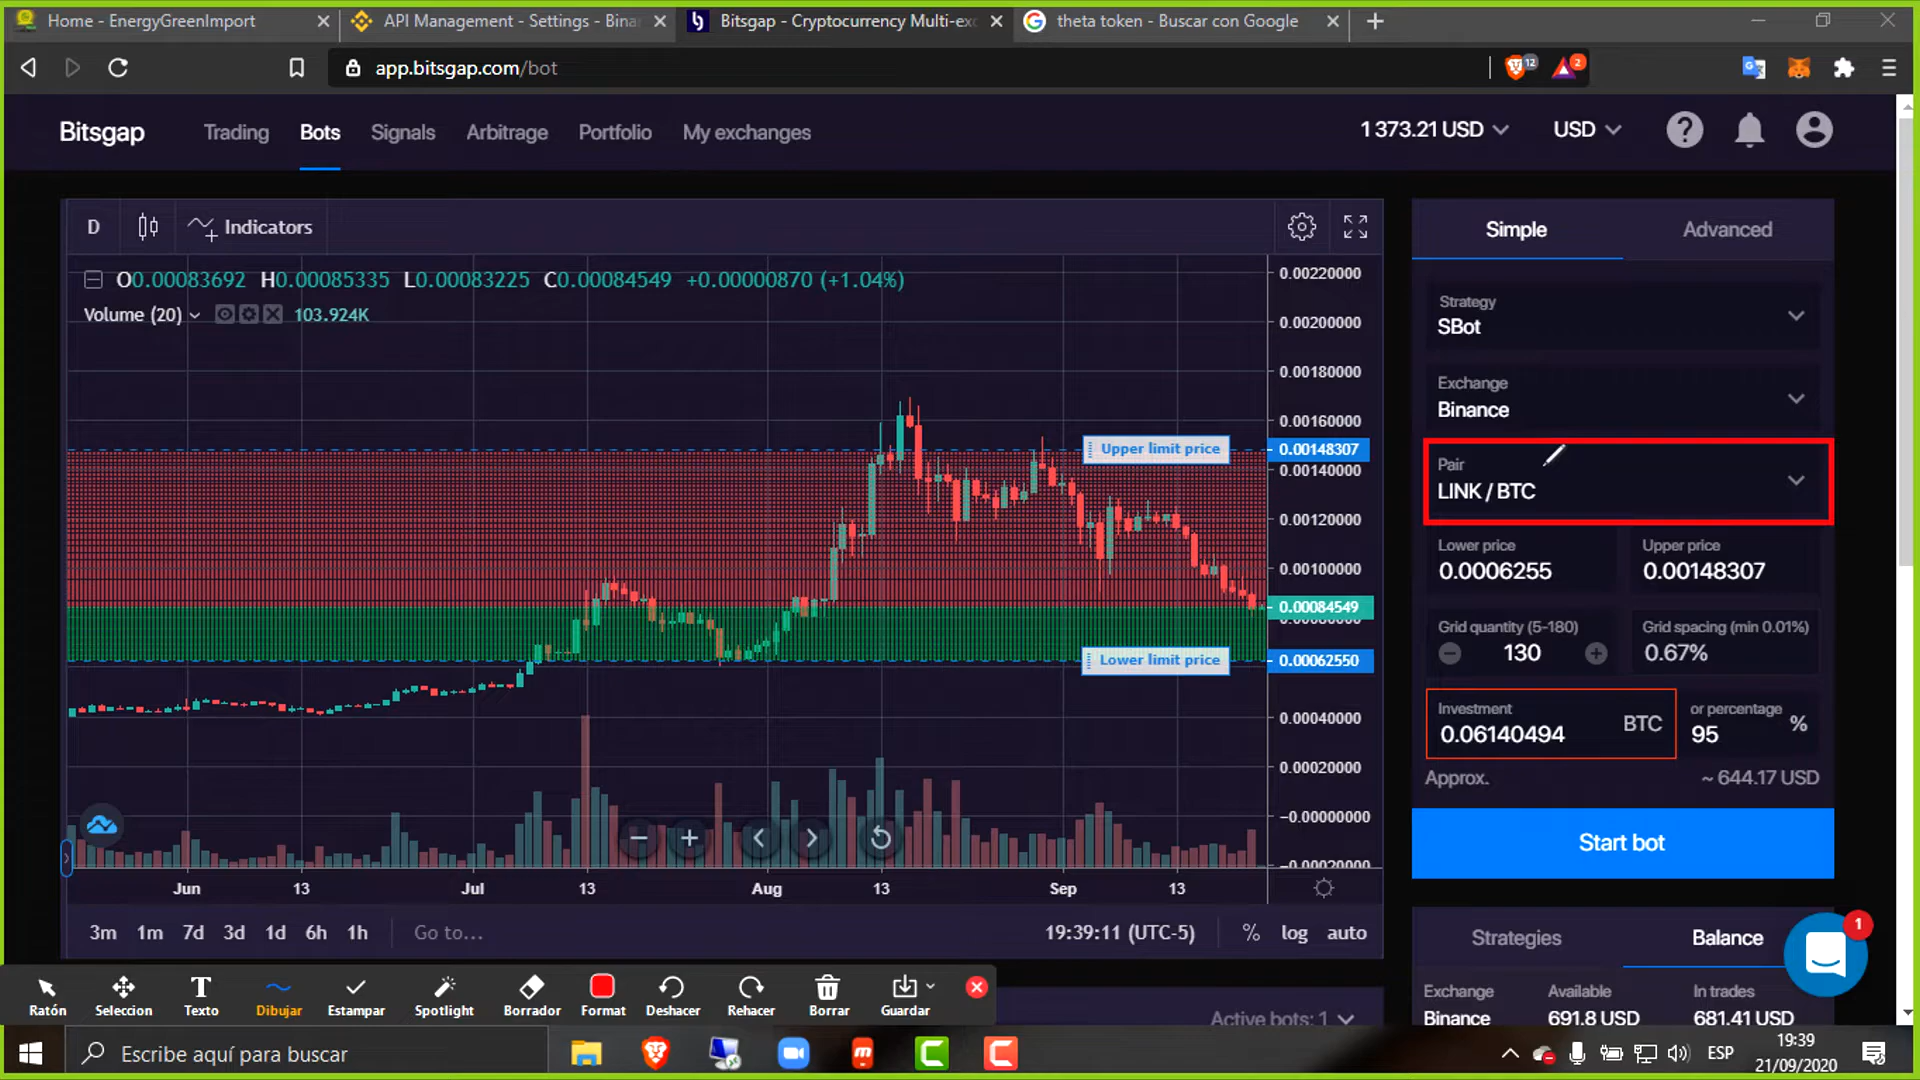 Home - EnergyGreenImport
API Management - Settings - Binan
Bitsgap - Cryptocurrency Multi-exc
theta token - Buscar con Google
app.bitsgap.com/bot
12
2
Bitsgap
Trading
Bots
Signals
Arbitrage
Portfolio
My exchanges
1 373.21 USD
USD
D
Indicators
O0.00083692 H0.00085335 L0.00083225 C0.00084549 +0.00000870 (+1.04%)
Volume (20)
103.924K
0.00220000
0.00200000
0.00180000
0.00160000
Upper limit price
0.00148307
0.00140000
0.00120000
0.00100000
0.00084549
Lower limit price
0.00062550
0.00040000
0.00020000
-0.00000000
-0.00020000
Jun
13
Jul
13
Aug
13
Sep
13
3m
1m
7d
3d
1d
6h
1h
Go to...
19:39:11 (UTC-5)
%
log
auto
Simple
Advanced
Strategy
SBot
Exchange
Binance
Pair
LINK / BTC
Lower price
0.0006255
Upper price
0.00148307
Grid quantity (5-180)
130
Grid spacing (min 0.01%)
0.67%
Investment
0.06140494
BTC
or percentage
95
%
Approx.
~ 644.17 USD
Start bot
Strategies
Balance
1
Exchange
Available
In trades
Binance
691.8 USD
681.41 USD
Active bots: 1
Ratón
Seleccion
Texto
Dibujar
Estampar
Spotlight
Borrador
Format
Deshacer
Rehacer
Borrar
Guardar
Escribe aquí para buscar
ESP
19:39
21/09/2020